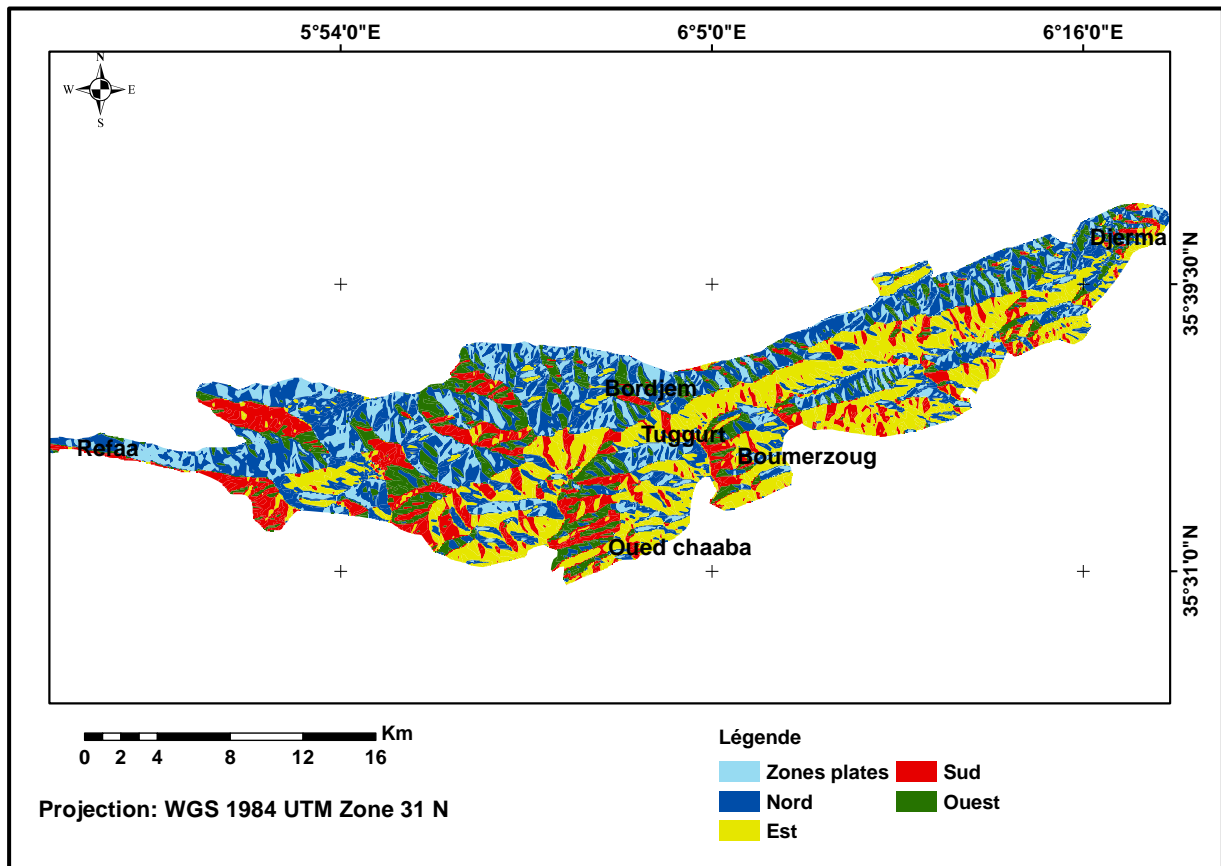 5°54'0"E
6°5'0"E
6°16'0"E
N
W
E
S
Djerma
35°39'30"N
Bordjem
Tuggurt
Refaa
Boumerzoug
Oued chaaba
35°31'0"N
Km
0 2 4 8 12 16
Légende
Zones plates
Sud
Nord
Ouest
Est
Projection: WGS 1984 UTM Zone 31 N